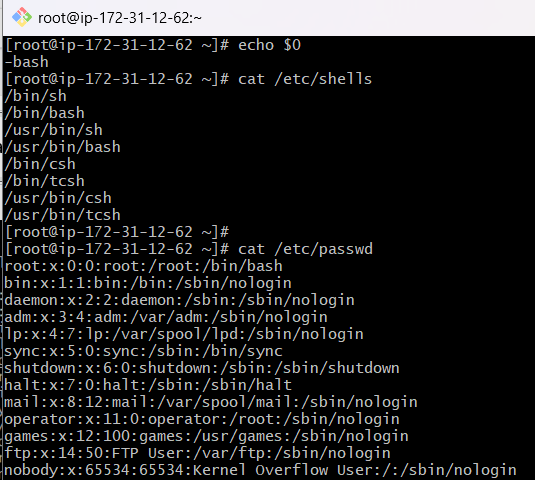 root@ip-172-31-12-62:~
[root@ip-172-31-12-62 ~]# echo $0
-bash
[root@ip-172-31-12-62 ~]# cat /etc/shells
/bin/sh
/bin/bash
/usr/bin/sh
/usr/bin/bash
/bin/csh
/bin/tcsh
/usr/bin/csh
/usr/bin/tcsh
[root@ip-172-31-12-62 ~]#
[root@ip-172-31-12-62 ~]# cat /etc/passwd
root:x:0:0:root:/root:/bin/bash
bin:x:1:1:bin:/bin:/sbin/nologin
daemon:x:2:2:daemon:/sbin:/sbin/nologin
adm:x:3:4:adm:/var/adm:/sbin/nologin
lp:x:4:7:lp:/var/spool/lpd:/sbin/nologin
sync:x:5:0:sync:/sbin:/bin/sync
shutdown:x:6:0:shutdown:/sbin:/sbin/shutdown
halt:x:7:0:halt:/sbin:/sbin/halt
mail:x:8:12:mail:/var/spool/mail:/sbin/nologin
operator:x:11:0:operator:/root:/sbin/nologin
games:x:12:100:games:/usr/games:/sbin/nologin
ftp:x:14:50:FTP User:/var/ftp:/sbin/nologin
nobody:x:65534:65534:Kernel Overflow User:/:/sbin/nologin